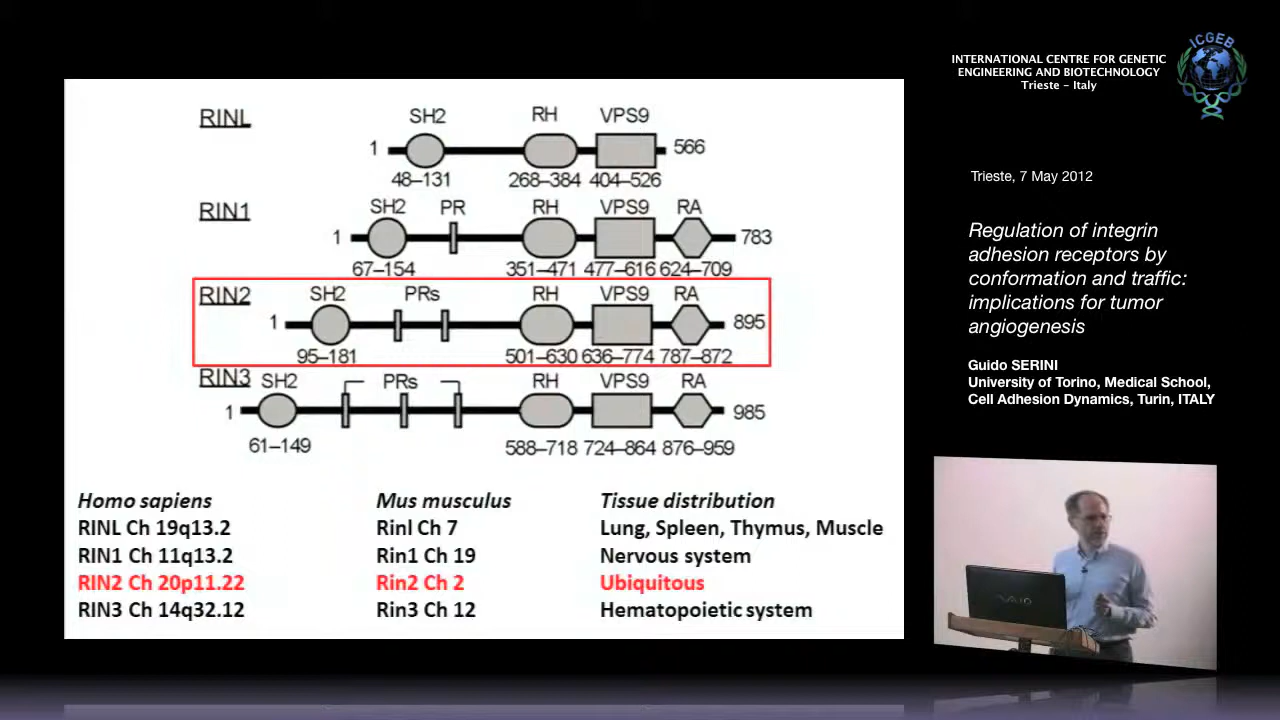 RINL
SH2 RH VPS9
1 566
48–131 268–384 404–526
RIN1
SH2 PR RH VPS9 RA
1 783
67–154 351–471 477–616 624–709
RIN2
SH2 PRs RH VPS9 RA
1 895
95–181 501–630 636–774 787–872
RIN3
SH2 PRs RH VPS9 RA
1 985
61–149 588–718 724–864 876–959
Homo sapiens Mus musculus Tissue distribution
RINL Ch 19q13.2 Rinl Ch 7 Lung, Spleen, Thymus, Muscle
RIN1 Ch 11q13.2 Rin1 Ch 19 Nervous system
RIN2 Ch 20p11.22 Rin2 Ch 2 Ubiquitous
RIN3 Ch 14q32.12 Rin3 Ch 12 Hematopoietic system
INTERNATIONAL CENTRE FOR GENETIC
ENGINEERING AND BIOTECHNOLOGY
Trieste - Italy
ICGEB
Trieste, 7 May 2012
Regulation of integrin
adhesion receptors by
conformation and traffic:
implications for tumor
angiogenesis
Guido SERINI
University of Torino, Medical School,
Cell Adhesion Dynamics, Turin, ITALY
VAIO